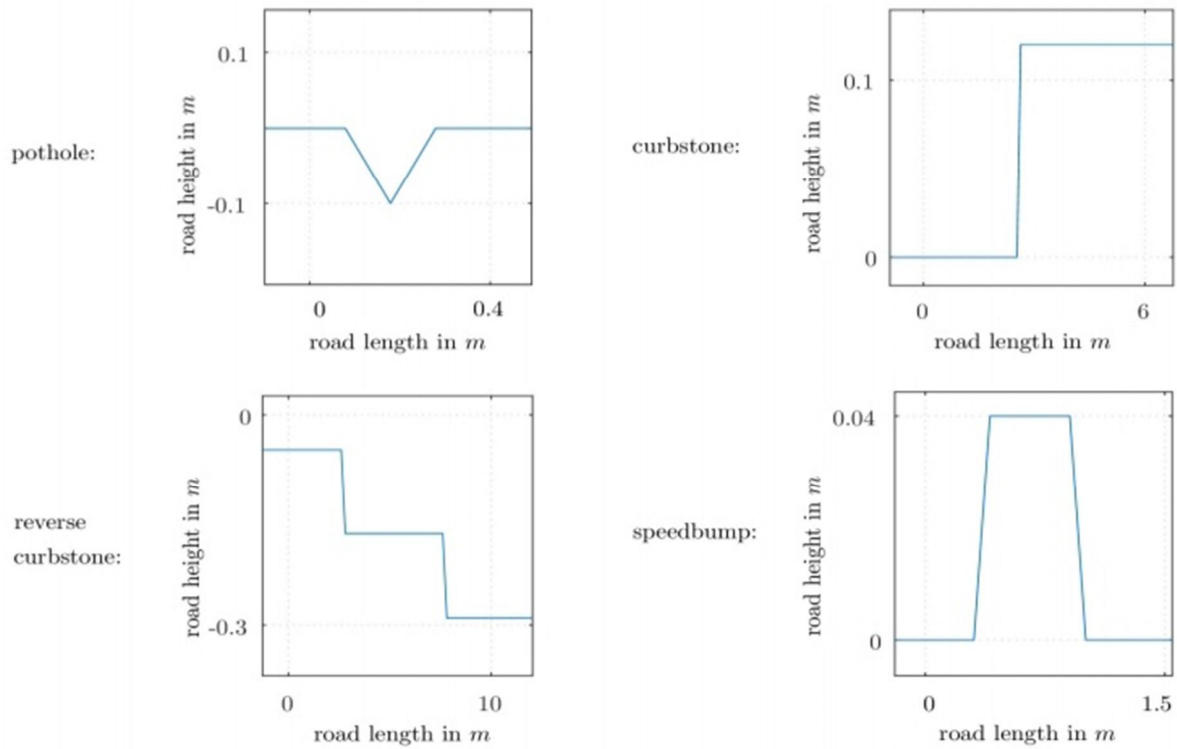 pothole:
road height in m
0.1
-0.1
0
0.4
road length in m
curbstone:
road height in m
0.1
0
0
6
road length in m
reverse
curbstone:
road height in m
0
-0.3
0
10
road length in m
speedbump:
road height in m
0.04
0
0
1.5
road length in m